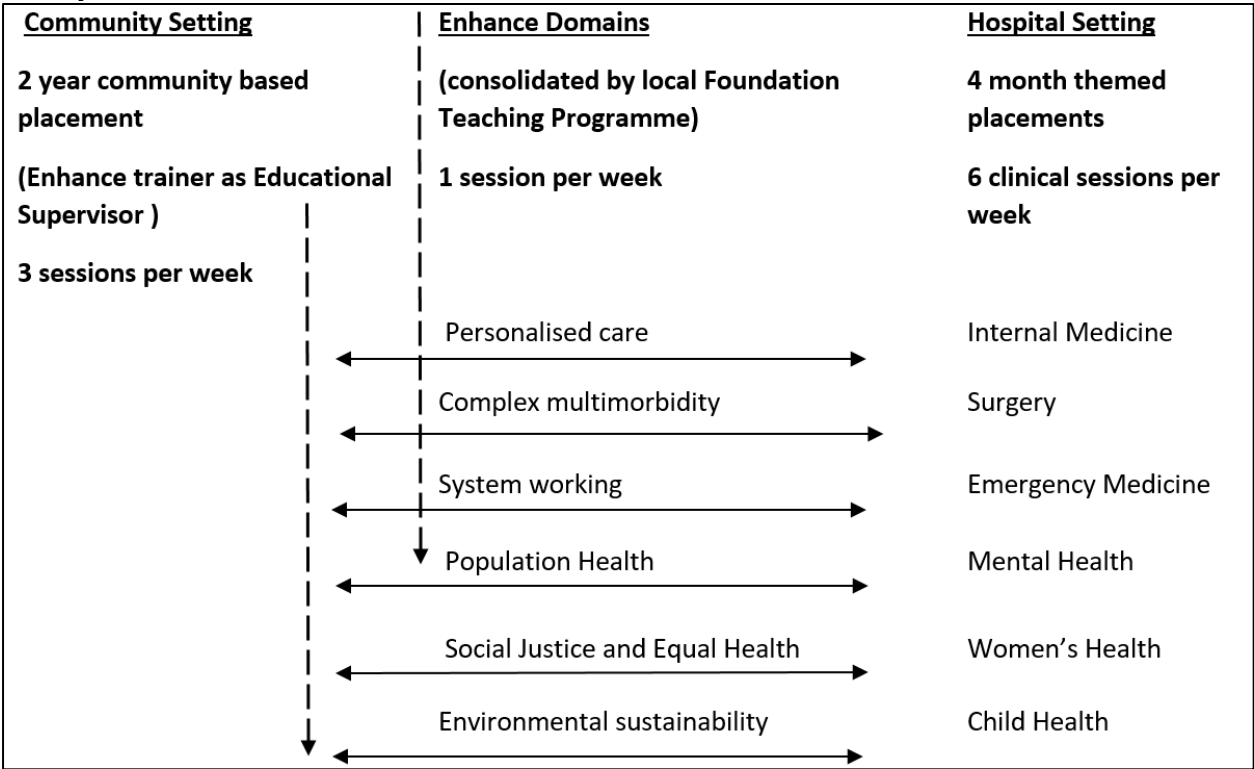 Community Setting
2 year community based
placement
(Enhance trainer as Educational
Supervisor )
3 sessions per week
Enhance Domains
(consolidated by local Foundation
Teaching Programme)
1 session per week
Personalised care
Complex multimorbidity
System working
Population Health
Social Justice and Equal Health
Environmental sustainability
Hospital Setting
4 month themed
placements
6 clinical sessions per
week
Internal Medicine
Surgery
Emergency Medicine
Mental Health
Women’s Health
Child Health